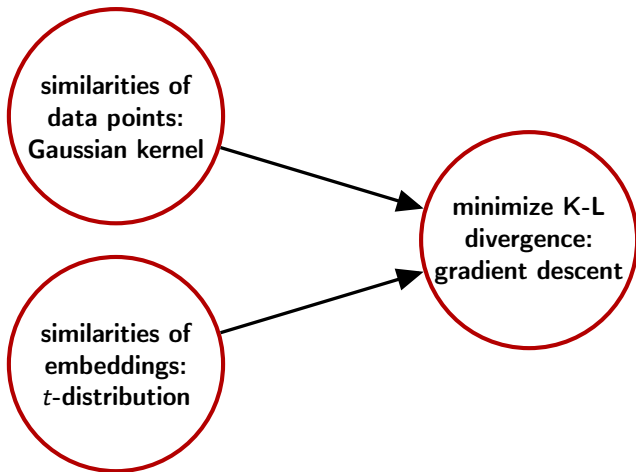 similarities of
data points:
Gaussian kernel
minimize K-L
divergence:
gradient descent
similarities of
embeddings:
t-distribution